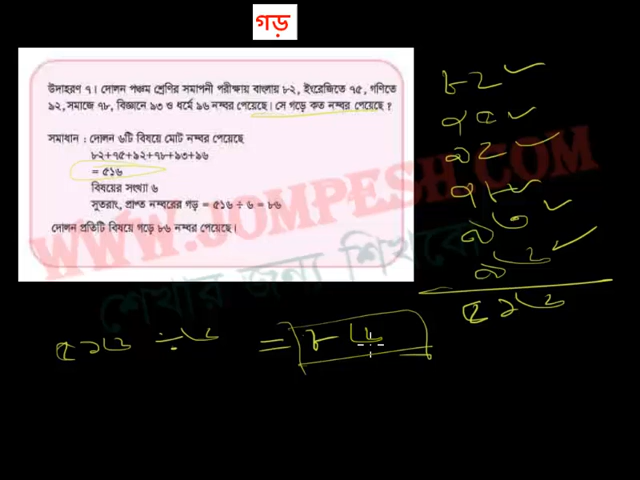 গড়
উদাহরণ ৭। দোলন পঞ্চম শ্রেণির সমাপনী পরীক্ষায় বাংলায় ৮২, ইংরেজিতে ৭৫, গণিতে
৯২, সমাজে ৭৮, বিজ্ঞানে ৯৩ ও ধর্মে ৯৬ নম্বর পেয়েছে। সে গড়ে কত নম্বর পেয়েছে ?
সমাধান : দোলন ৬টি বিষয়ে মোট নম্বর পেয়েছে
৮২+৭৫+৯২+৭৮+৯৩+৯৬
= ৫১৬
বিষয়ের সংখ্যা ৬
সুতরাং, প্রাপ্ত নম্বরের গড় = ৫১৬ ÷ ৬ = ৮৬
দোলন প্রতিটি বিষয়ে গড়ে ৮৬ নম্বর পেয়েছে।
৮২
৭৫
৯২
৭৮
৯৩
৯৬
৫১৬
৫১৬ ÷ ৬ = ৮৬
WWW.JOMPESH.COM
শেখার জন্য শিখবো